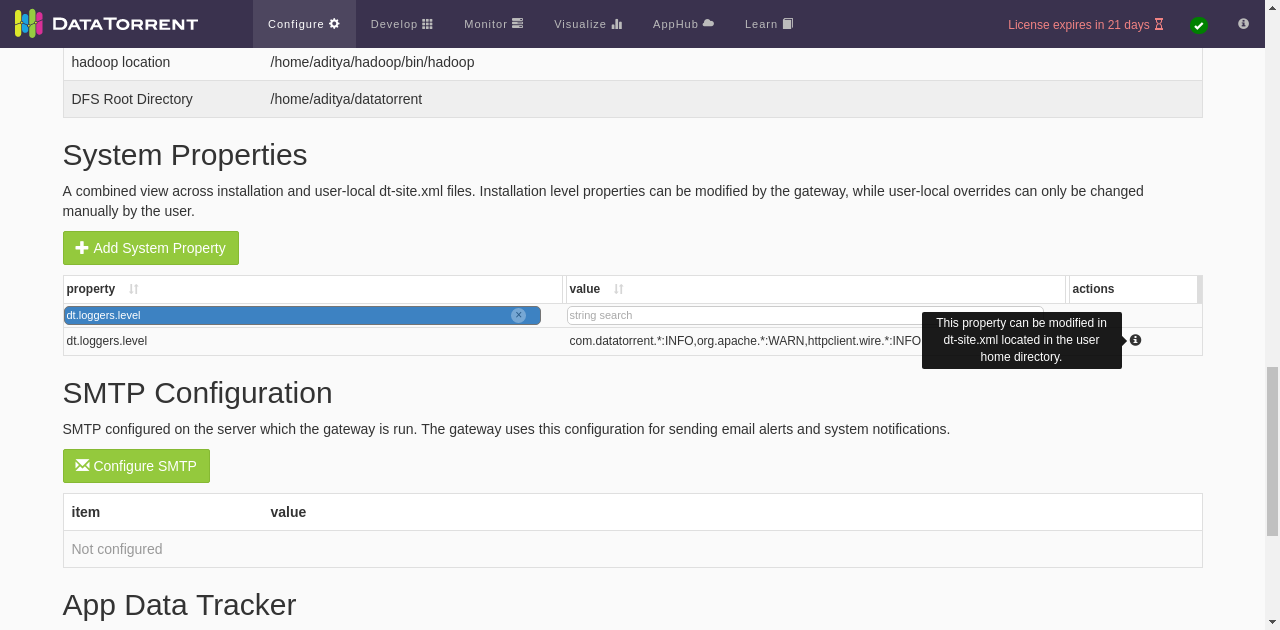 DATATORRENT Configure Develop Monitor Visualize AppHub Learn License expires in 21 days
hadoop location /home/aditya/hadoop/bin/hadoop
DFS Root Directory /home/aditya/datatorrent
System Properties
A combined view across installation and user-local dt-site.xml files. Installation level properties can be modified by the gateway, while user-local overrides can only be changed
manually by the user.
Add System Property
property value actions
dt.loggers.level string search
dt.loggers.level com.datatorrent.*:INFO,org.apache.*:WARN,httpclient.wire.*:INFO
This property can be modified in
dt-site.xml located in the user
home directory.
SMTP Configuration
SMTP configured on the server which the gateway is run. The gateway uses this configuration for sending email alerts and system notifications.
Configure SMTP
item value
Not configured
App Data Tracker